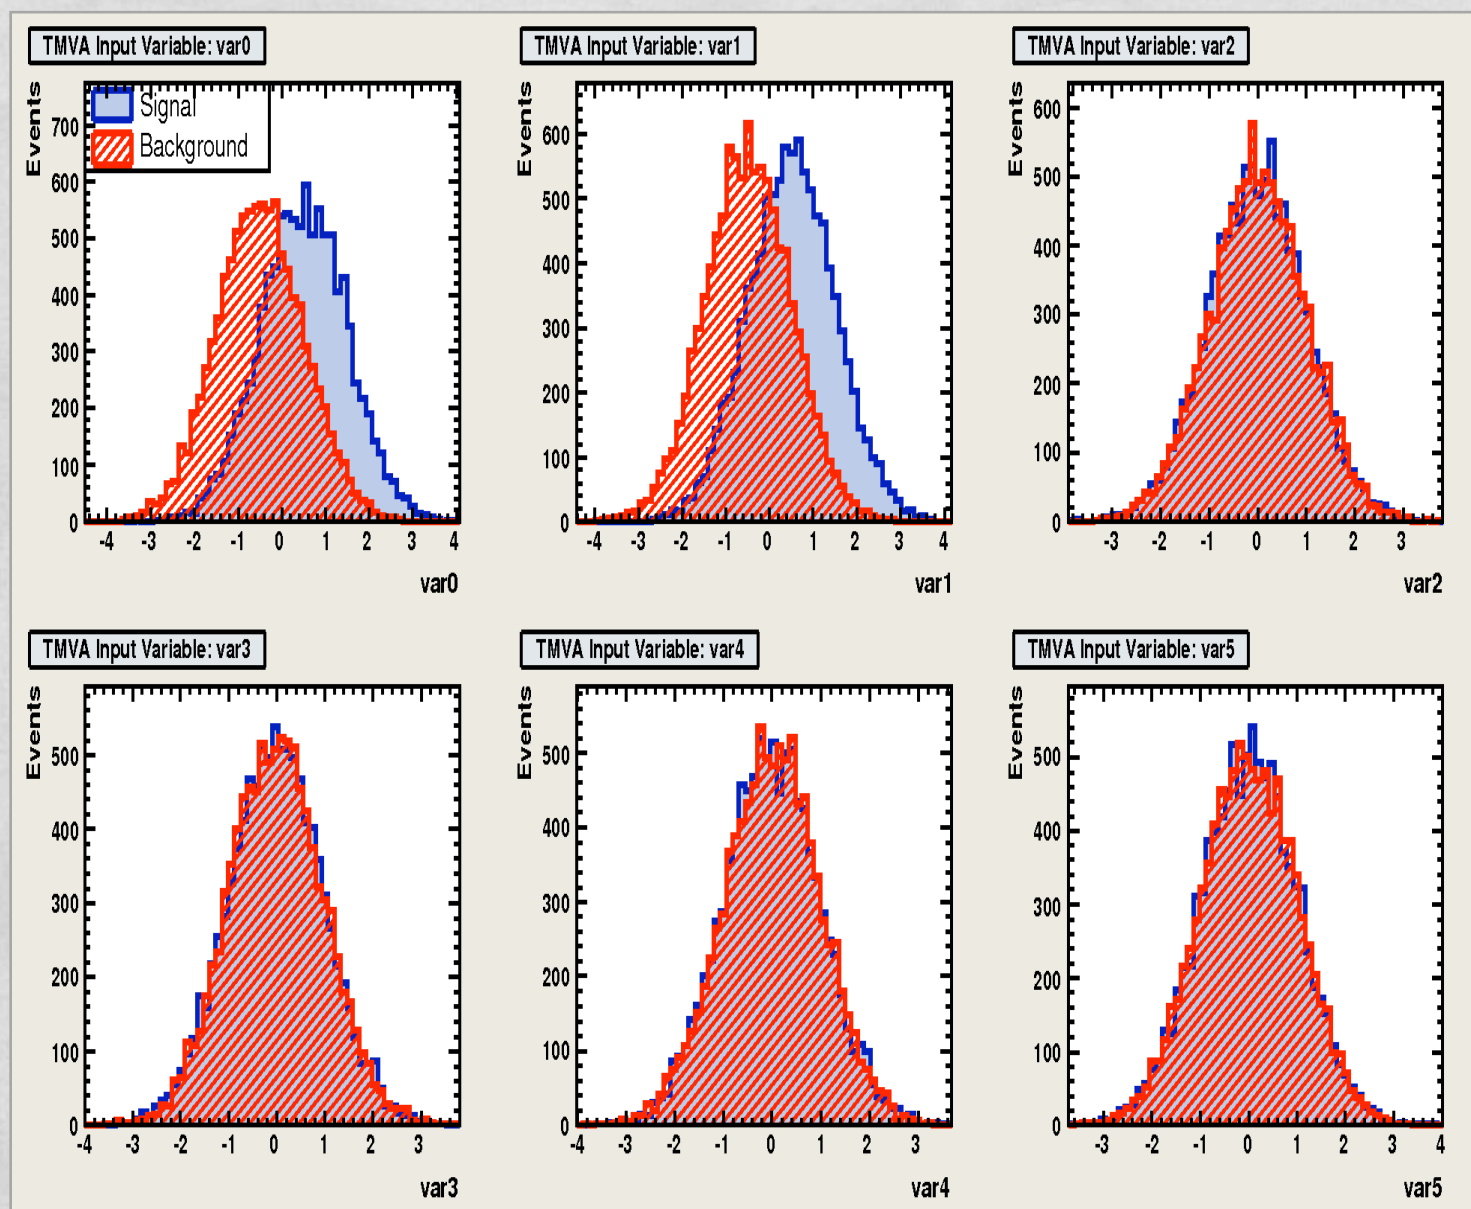 TMVA Input Variable: var0
Events
Signal
Background
700
600
500
400
300
200
100
0
-4 -3 -2 -1 0 1 2 3 4
var0
TMVA Input Variable: var1
Events
600
500
400
300
200
100
0
-4 -3 -2 -1 0 1 2 3 4
var1
TMVA Input Variable: var2
Events
600
500
400
300
200
100
0
-3 -2 -1 0 1 2 3
var2
TMVA Input Variable: var3
Events
500
400
300
200
100
0
-4 -3 -2 -1 0 1 2 3
var3
TMVA Input Variable: var4
Events
500
400
300
200
100
0
-4 -3 -2 -1 0 1 2 3
var4
TMVA Input Variable: var5
Events
500
400
300
200
100
0
-3 -2 -1 0 1 2 3 4
var5